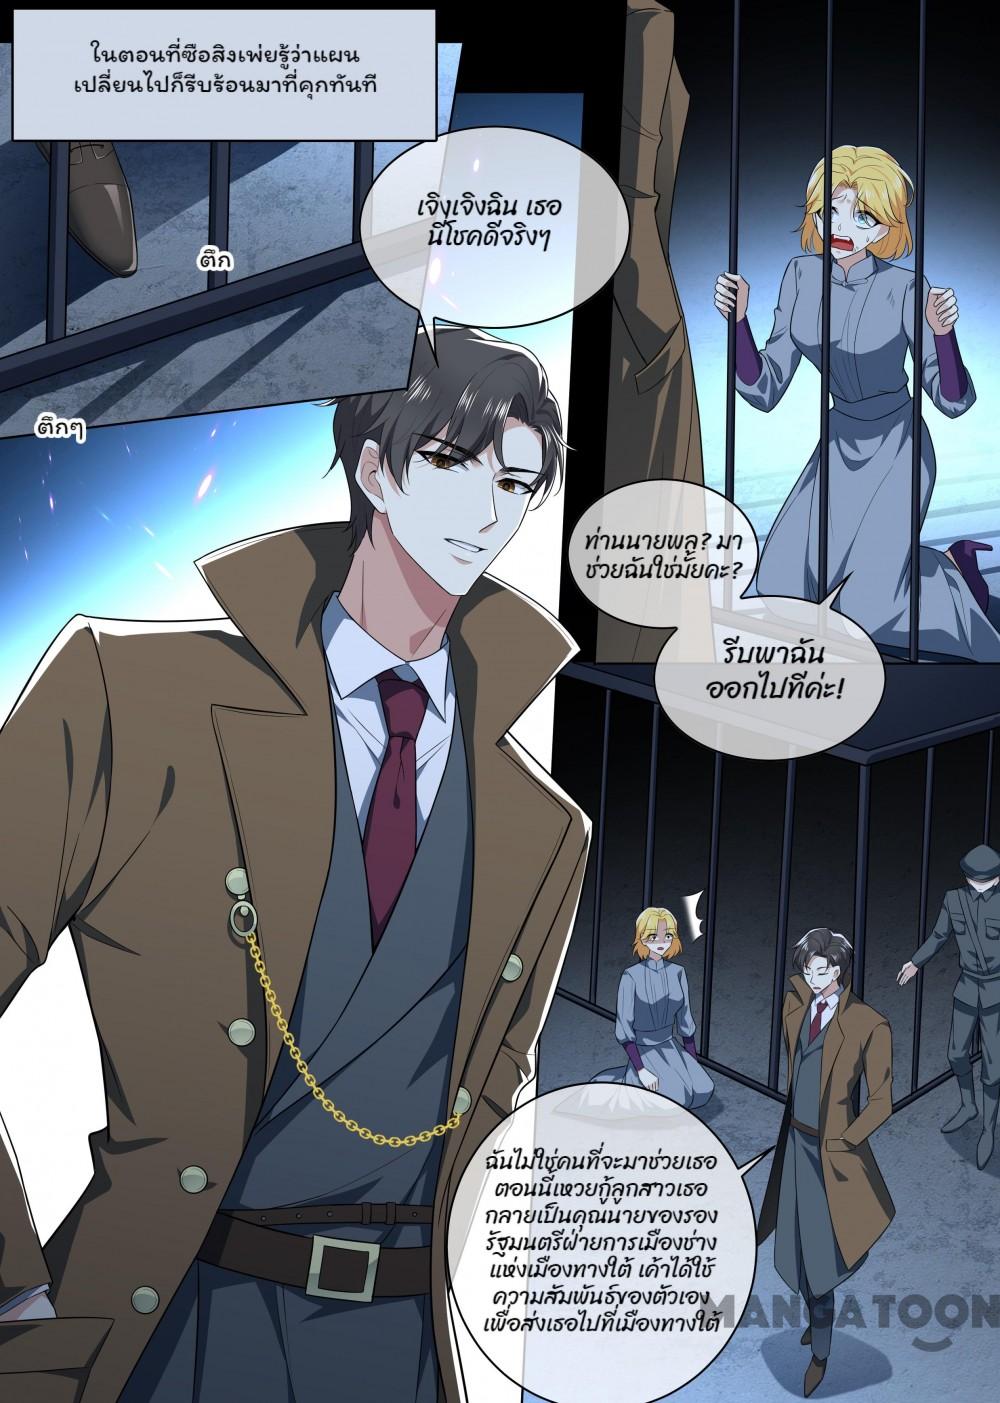 ในตอนที่ซือสิงเพ่ยรู้ว่าแผน
เปลี่ยนไปก็รีบร้อนมาที่คุกทันที
เจิงเจิงฉิน เธอ
นี่โชคดีจริงๆ
ตึก
ตึกๆ
ท่านนายพล? มา
ช่วยฉันใช่มั้ยคะ?
รีบพาฉัน
ออกไปทีค่ะ!
ฉันไม่ใช่คนที่จะมาช่วยเธอ
ตอนนี้เหวยกู้ลูกสาวเธอ
กลายเป็นคุณนายของรอง
รัฐมนตรีฝ่ายการเมืองช่าง
แห่งเมืองทางใต้ เค้าได้ใช้
ความสัมพันธ์ของตัวเอง
เพื่อส่งเธอไปที่เมืองทางใต้
MANGATOON